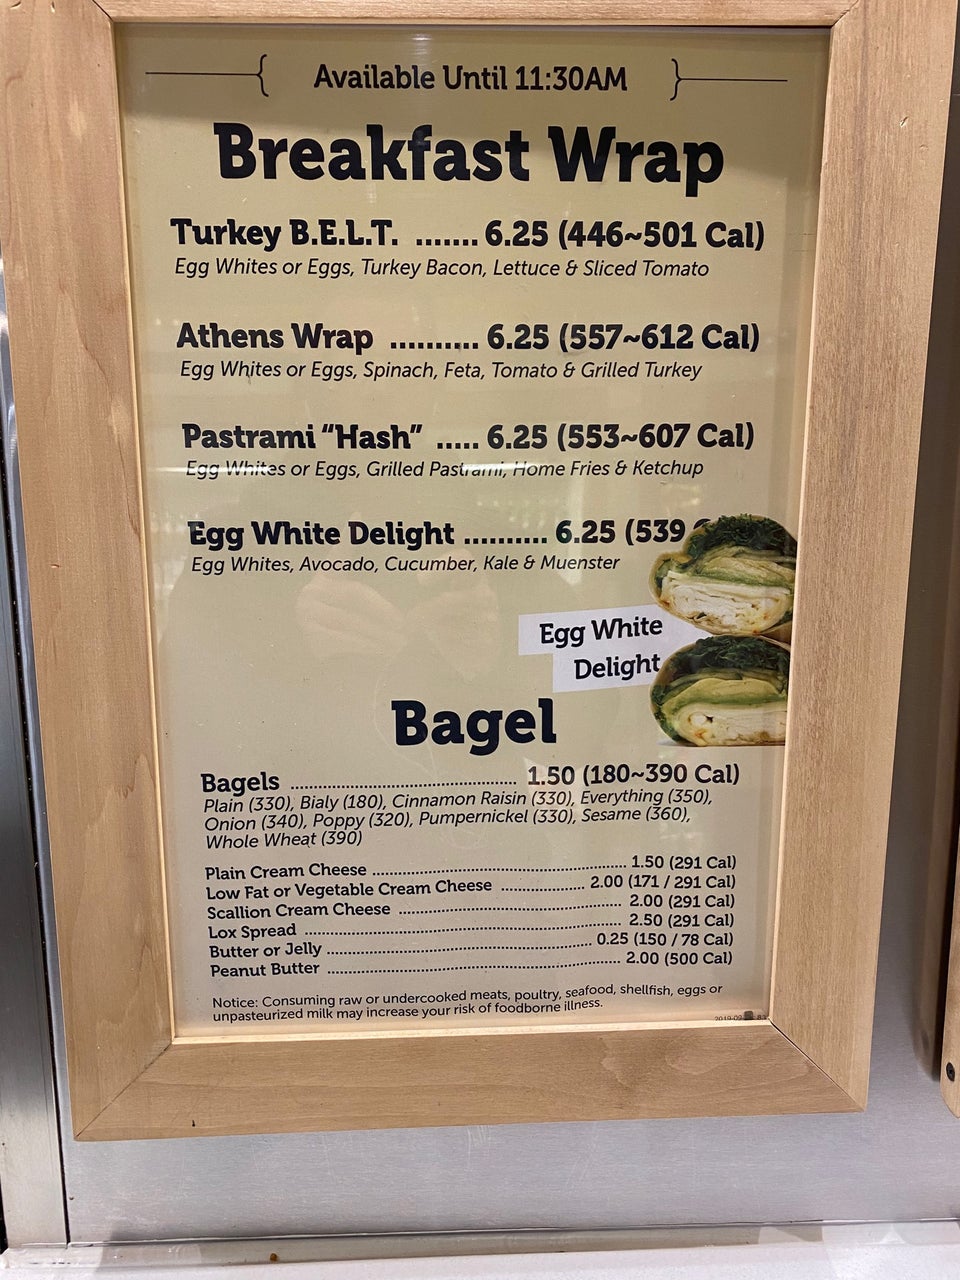 Available Until 11:30AM
Breakfast Wrap
Turkey B.E.L.T. ....... 6.25 (446~501 Cal)
Egg Whites or Eggs, Turkey Bacon, Lettuce & Sliced Tomato
Athens Wrap .......... 6.25 (557~612 Cal)
Egg Whites or Eggs, Spinach, Feta, Tomato & Grilled Turkey
Pastrami “Hash” ..... 6.25 (553~607 Cal)
Egg Whites or Eggs, Grilled Pastrami, Home Fries & Ketchup
Egg White Delight .......... 6.25 (539
Egg Whites, Avocado, Cucumber, Kale & Muenster
Egg White
Delight
Bagel
Bagels ........................................ 1.50 (180~390 Cal)
Plain (330), Bialy (180), Cinnamon Raisin (330), Everything (350),
Onion (340), Poppy (320), Pumpernickel (330), Sesame (360),
Whole Wheat (390)
Plain Cream Cheese .................................................. 1.50 (291 Cal)
Low Fat or Vegetable Cream Cheese ................ 2.00 (171 / 291 Cal)
Scallion Cream Cheese ........................................... 2.00 (291 Cal)
Lox Spread .............................................................. 2.50 (291 Cal)
Butter or Jelly ................................................... 0.25 (150 / 78 Cal)
Peanut Butter ......................................................... 2.00 (500 Cal)
Notice: Consuming raw or undercooked meats, poultry, seafood, shellfish, eggs or
unpasteurized milk may increase your risk of foodborne illness.